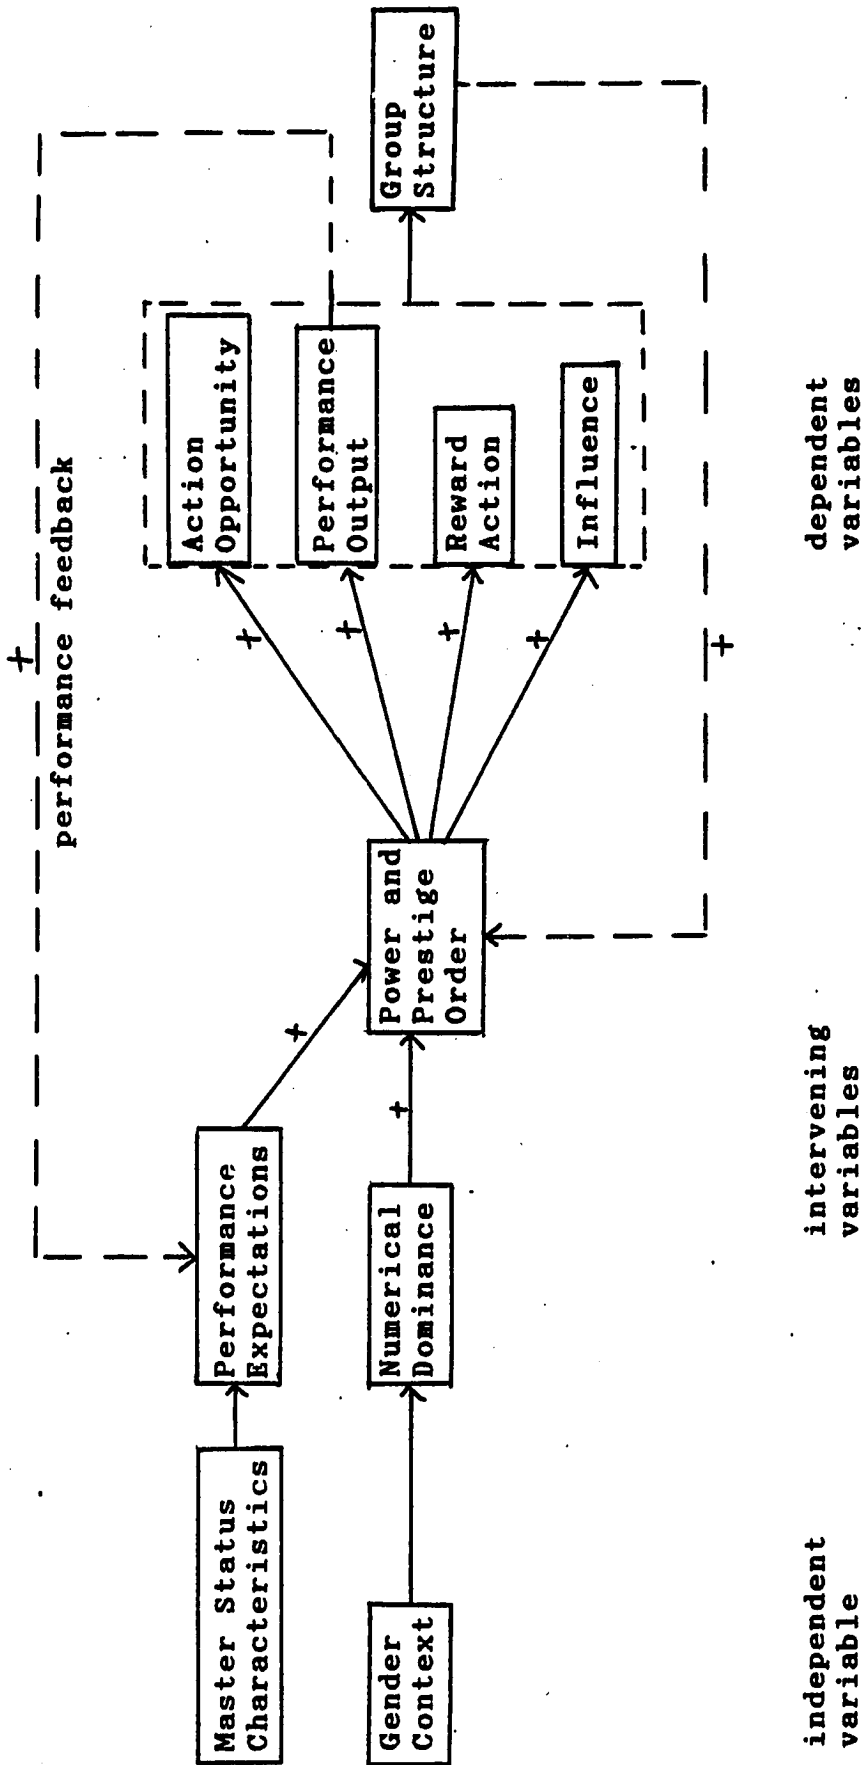 +
performance feedback
Master Status
Characteristics
Performance
Expectations
+
Gender
Context
Numerical
Dominance
+
Power and
Prestige
Order
+
+
+
+
Action
Opportunity
Performance
Output
Reward
Action
Influence
Group
Structure
+
independent
variable
intervening
variables
dependent
variables